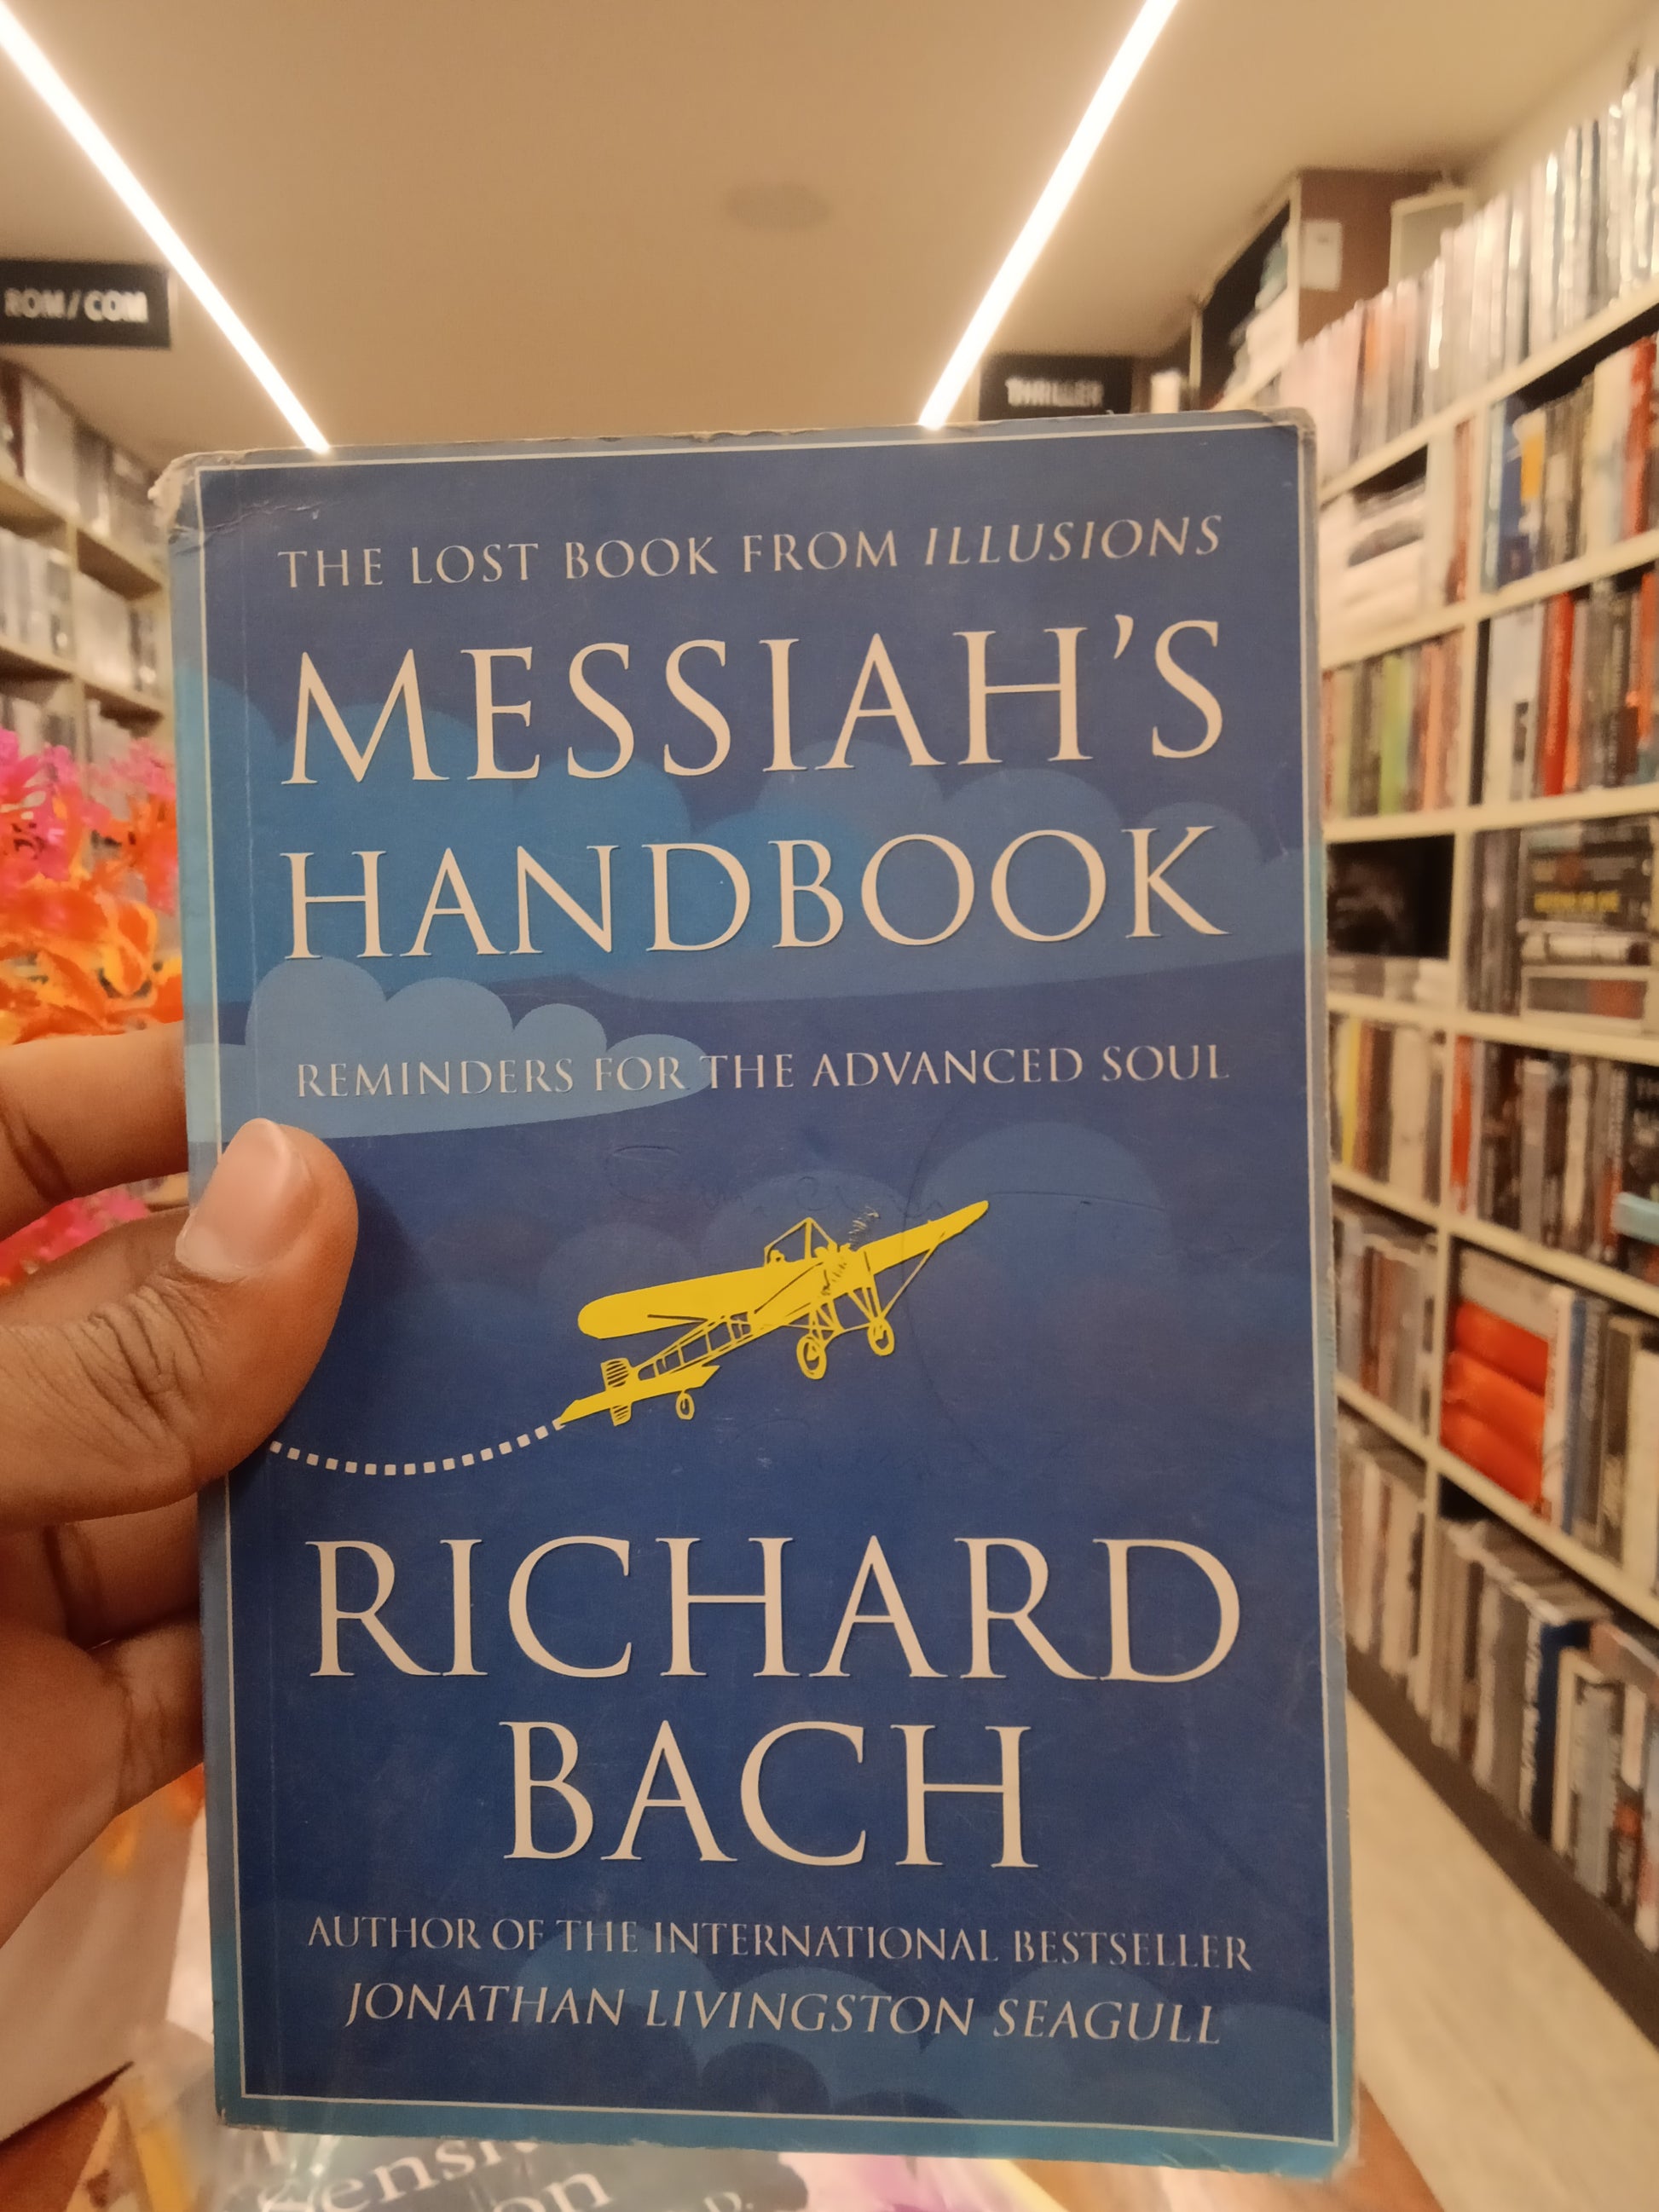 ROM/COM
THRILLER
THE LOST BOOK FROM ILLUSIONS
MESSIAH'S
HANDBOOK
REMINDERS FOR THE ADVANCED SOUL
RICHARD
BACH
AUTHOR OF THE INTERNATIONAL BESTSELLER
JONATHAN LIVINGSTON SEAGULL